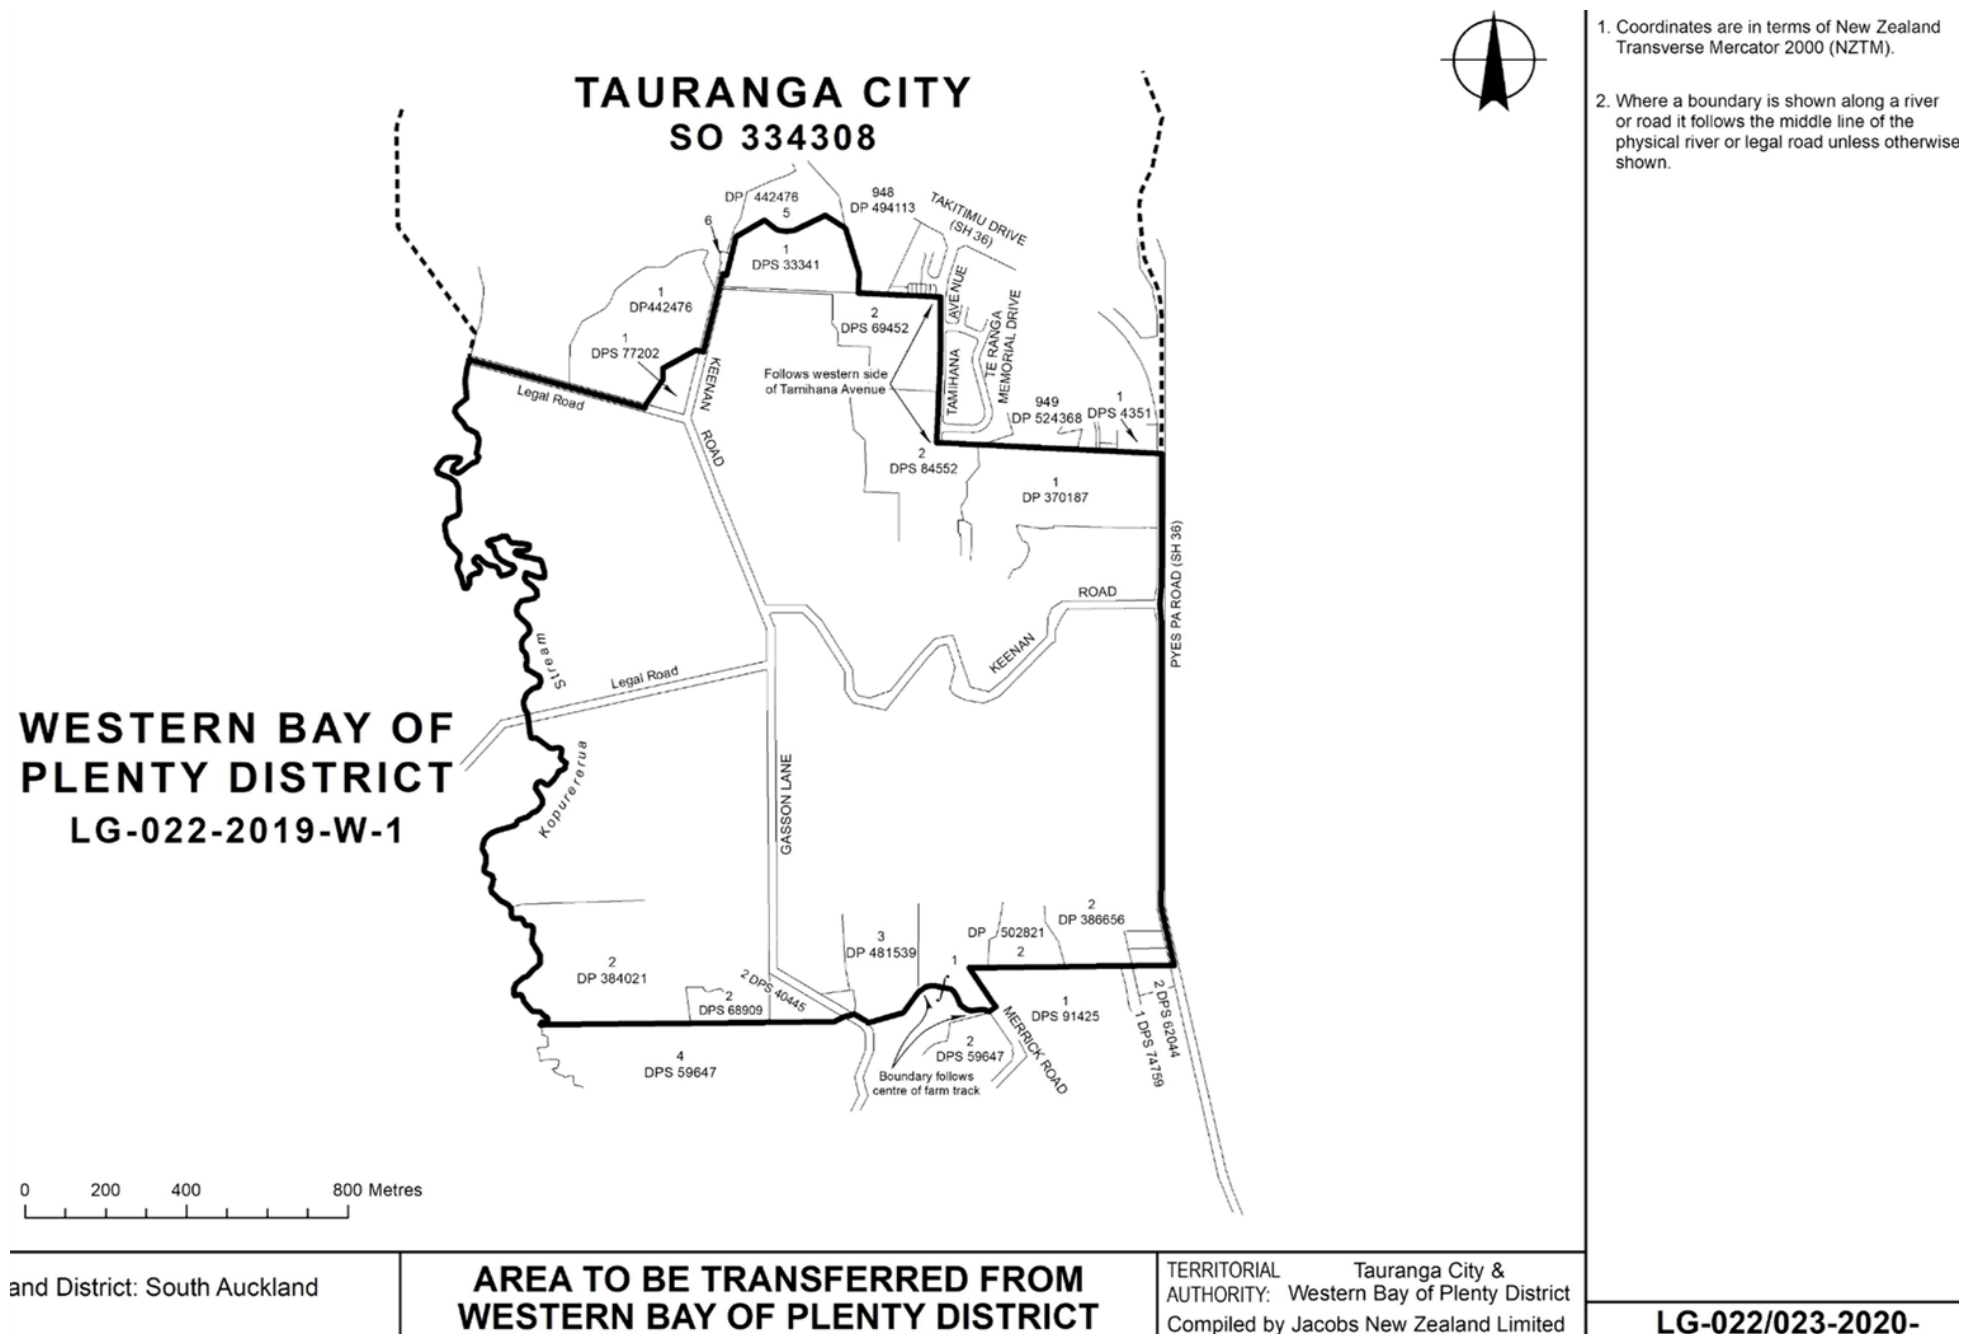 1. Coordinates are in terms of New Zealand
Transverse Mercator 2000 (NZTM).
2. Where a boundary is shown along a river
or road it follows the middle line of the
physical river or legal road unless otherwise
shown.
TAURANGA CITY
SO 334308
DP 442476
5
948
DP 494113
TAKITIMU DRIVE
(SH 36)
6
1
DPS 33341
1
DP442476
1
DPS 77202
2
DPS 69452
AVENUE
TAMIHANA
TE RANGA
MEMORIAL DRIVE
Follows western side
of Tamihana Avenue
Legal Road
KEENAN
ROAD
949
DP 524368
1
DPS 4351
2
DPS 84552
1
DP 370187
PYES PA ROAD (SH 36)
ROAD
KEENAN
Stream
Legal Road
WESTERN BAY OF
PLENTY DISTRICT
LG-022-2019-W-1
Kopurererua
GASSON LANE
2
DP 386656
DP 502821
2
3
DP 481539
1
2
DP 384021
2
DPS 68909
2 DPS 40445
1
DPS 91425
2 DPS 62044
1 DPS 74759
MERRICK ROAD
2
DPS 59647
4
DPS 59647
Boundary follows
centre of farm track
0 200 400 800 Metres
and District: South Auckland
AREA TO BE TRANSFERRED FROM
WESTERN BAY OF PLENTY DISTRICT
TERRITORIAL Tauranga City &
AUTHORITY: Western Bay of Plenty District
Compiled by Jacobs New Zealand Limited
LG-022/023-2020-